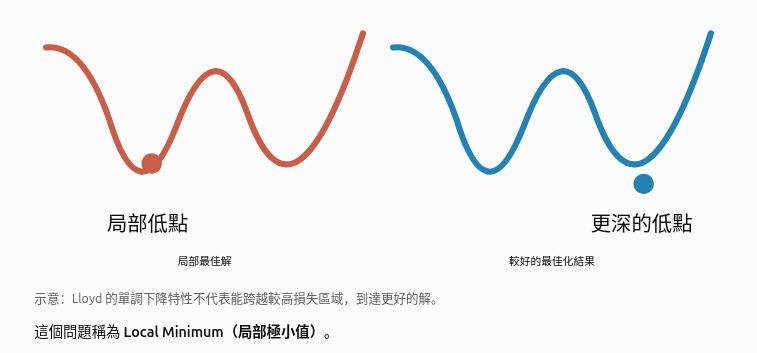 局部低點
更深的低點
局部最佳解
較好的最佳化結果
示意：Lloyd 的單調下降特性不代表能跨越較高損失區域，到達更好的解。
這個問題稱為 Local Minimum（局部極小值）。